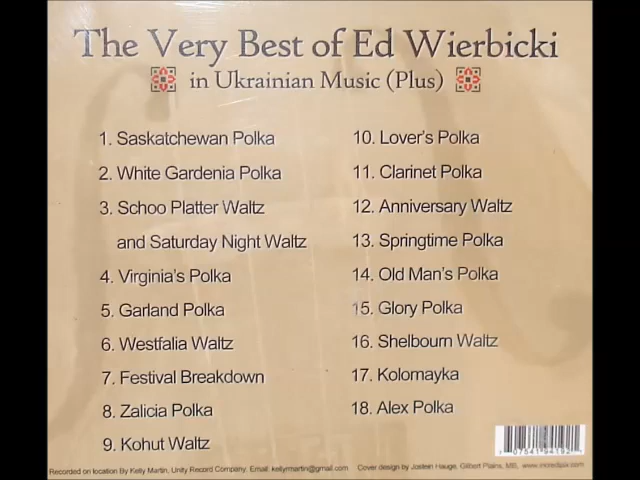 The Very Best of Ed Wierbicki
in Ukrainian Music (Plus)
1. Saskatchewan Polka
2. White Gardenia Polka
3. Schoo Platter Waltz
and Saturday Night Waltz
4. Virginia's Polka
5. Garland Polka
6. Westfalia Waltz
7. Festival Breakdown
8. Zalicia Polka
9. Kohut Waltz
10. Lover's Polka
11. Clarinet Polka
12. Anniversary Waltz
13. Springtime Polka
14. Old Man's Polka
15. Glory Polka
16. Shelbourn Waltz
17. Kolomayka
18. Alex Polka
Recorded on location By Kelly Martin, Unity Record Company. Email: kellyrmartin@gmail.com
Cover design by Joslein Hauge, Gilbert Plains, MB,